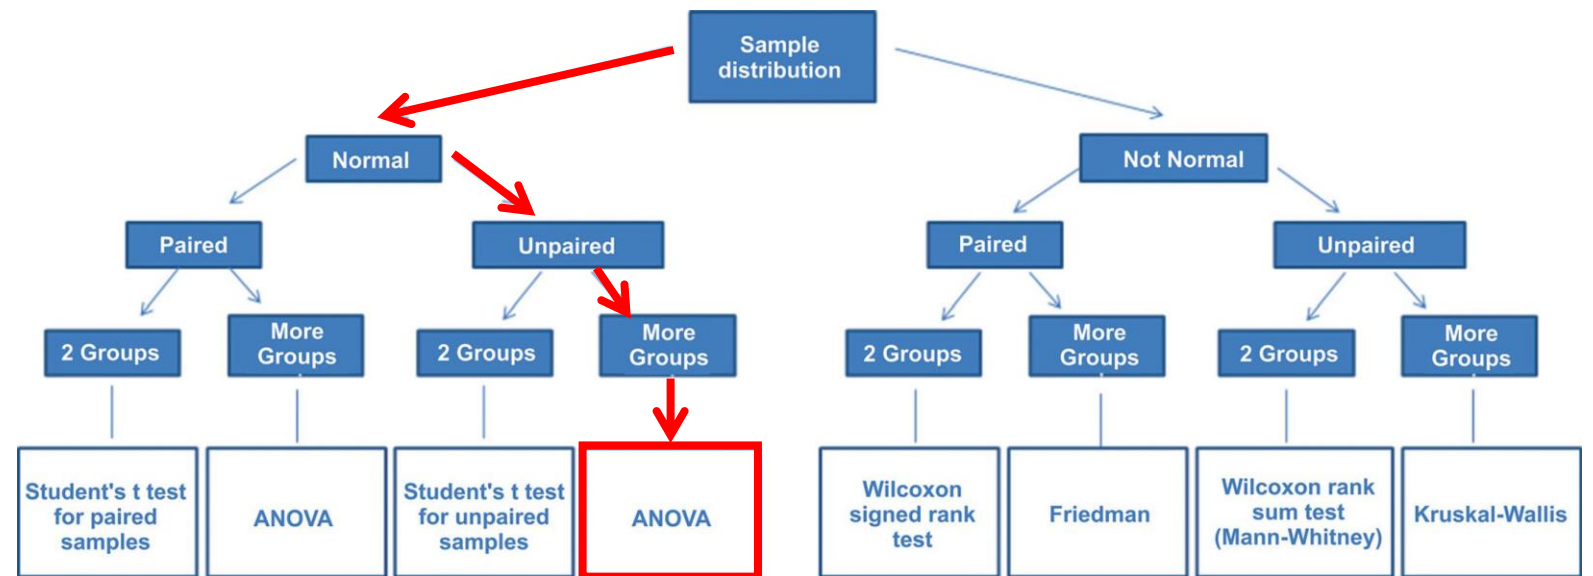 Sample
distribution
Normal
Not Normal
Paired
Unpaired
Paired
Unpaired
2 Groups
More
Groups
2 Groups
More
Groups
2 Groups
More
Groups
2 Groups
More
Groups
Student's t test
for paired
samples
ANOVA
Student's t test
for unpaired
samples
ANOVA
Wilcoxon
signed rank
test
Friedman
Wilcoxon rank
sum test
(Mann-Whitney)
Kruskal-Wallis